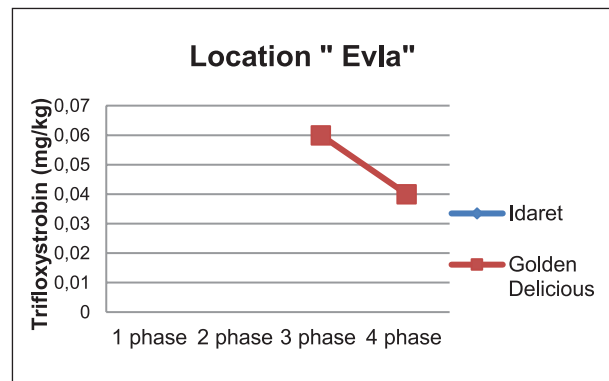 Location " Evla"
Trifloxystrobin (mg/kg)
0,07
0,06
0,05
0,04
0,03
0,02
0,01
0
1 phase 2 phase 3 phase 4 phase
Idaret
Golden
Delicious